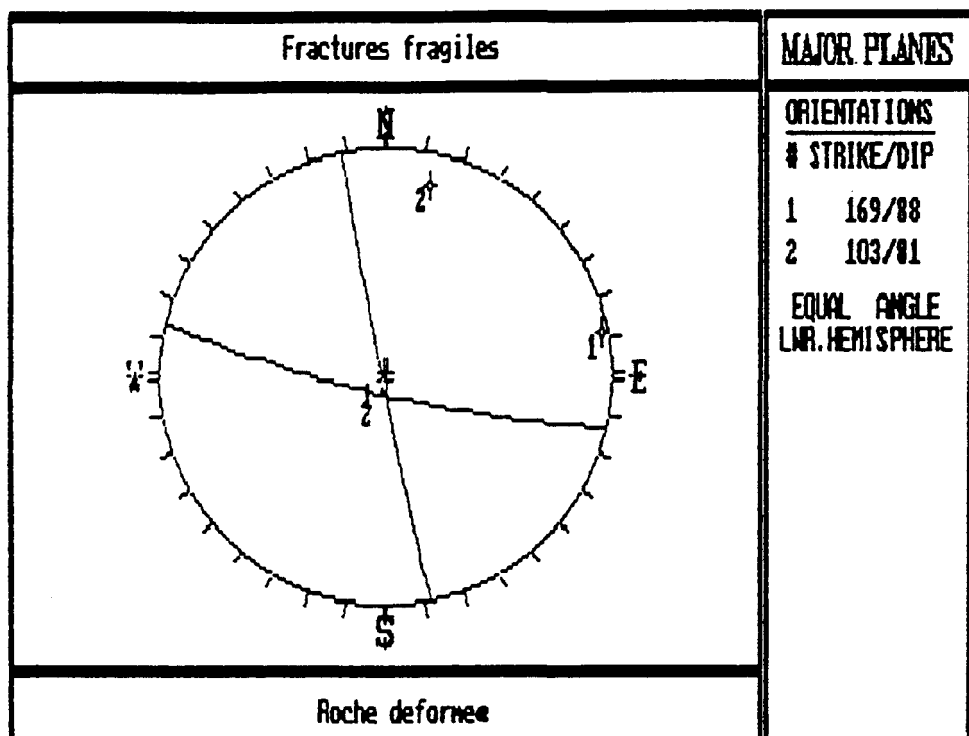 Fractures fragiles
MAJOR PLANES
ORIENTATIONS
# STRIKE/DIP
1 169/88
2 103/81
EQUAL ANGLE
LWR.HEMISPHERE
N
2
1
W
E
1
2
S
Roche deformee